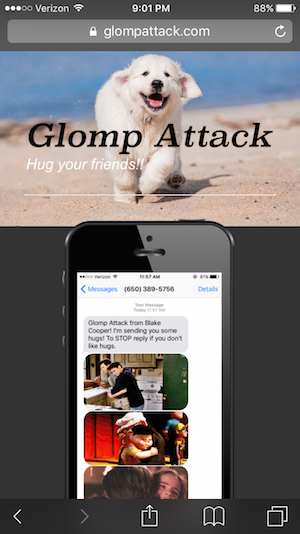 Verizon 9:01 PM 88%
glompattack.com
Glomp Attack
Hug your friends!!
Verizon 11:57 AM 81%
Messages (650) 389-5756 Details
Text Message
Today 11:57 AM
Glomp Attack from Blake
Cooper! I'm sending you some
hugs! To STOP reply if you don't
like hugs.